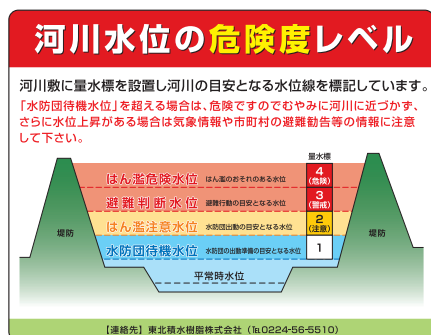 河川水位の危険度レベル
河川敷に量水標を設置し河川の目安となる水位線を標記しています。
「水防団待機水位」を超える場合は、危険ですのでむやみに河川に近づかず、
さらに水位上昇がある場合は気象情報や市町村の避難勧告等の情報に注意
して下さい。
量水標
はん濫危険水位 はん濫のおそれのある水位 4
(危険)
避難判断水位 避難行動の目安となる水位 3
(警戒)
はん濫注意水位 水防団出動の目安となる水位 2
(注意)
水防団待機水位 水防団の出動準備の目安となる水位 1
堤防 堤防
平常時水位
【連絡先】東北積水樹脂株式会社(℡0224-56-5510)